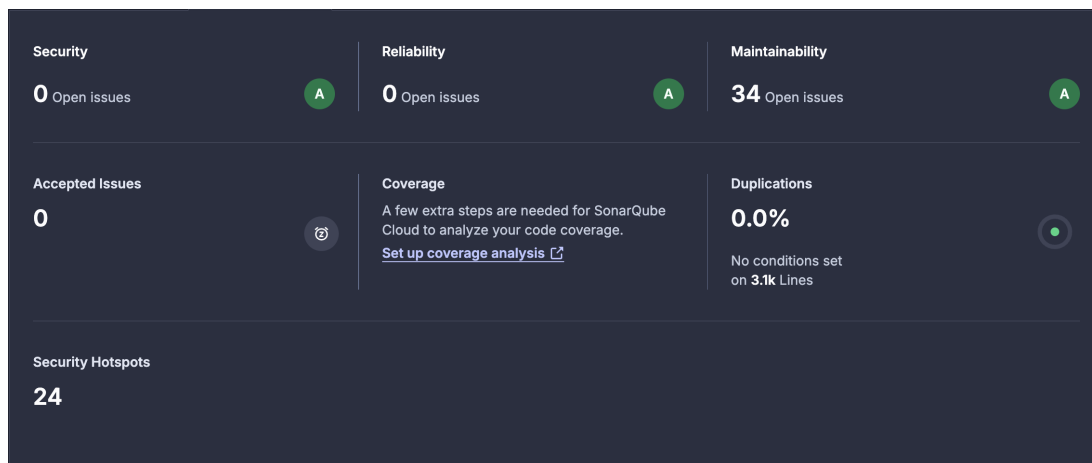 Security
0 Open issues
A
Reliability
0 Open issues
A
Maintainability
34 Open issues
A
Accepted Issues
0
Coverage
A few extra steps are needed for SonarQube
Cloud to analyze your code coverage.
Set up coverage analysis
Duplications
0.0%
No conditions set
on 3.1k Lines
Security Hotspots
24